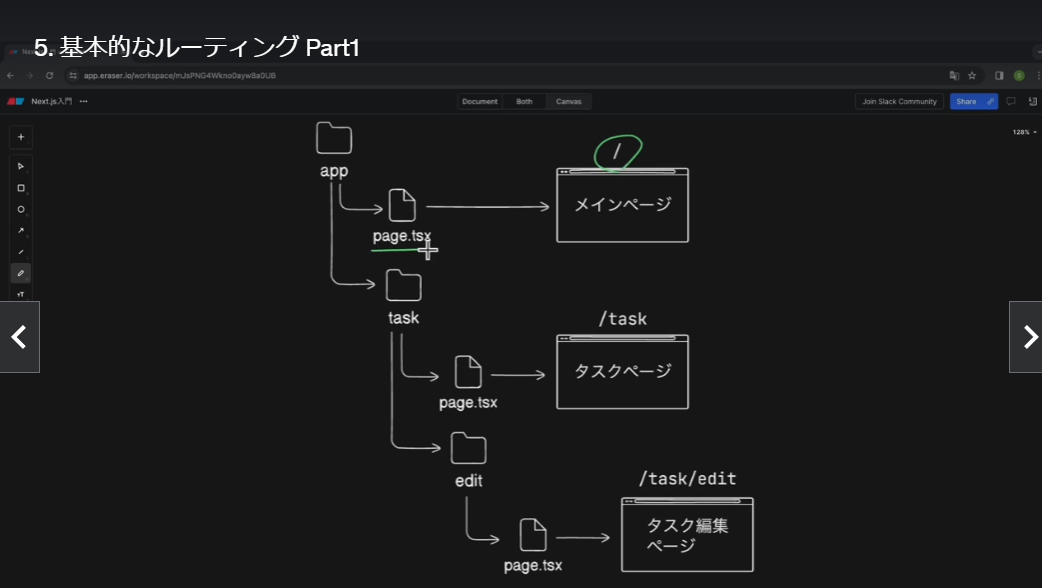 5. 基本的なルーティング Part1
app.eraser.io/workspace/mJsPNG4Wkno0aywBa0UB
Next.js入門
Document
Both
Canvas
Join Slack Community
Share
128%
app
/
メインページ
page.tsx
task
/task
タスクページ
page.tsx
edit
/task/edit
タスク編集
ページ
page.tsx